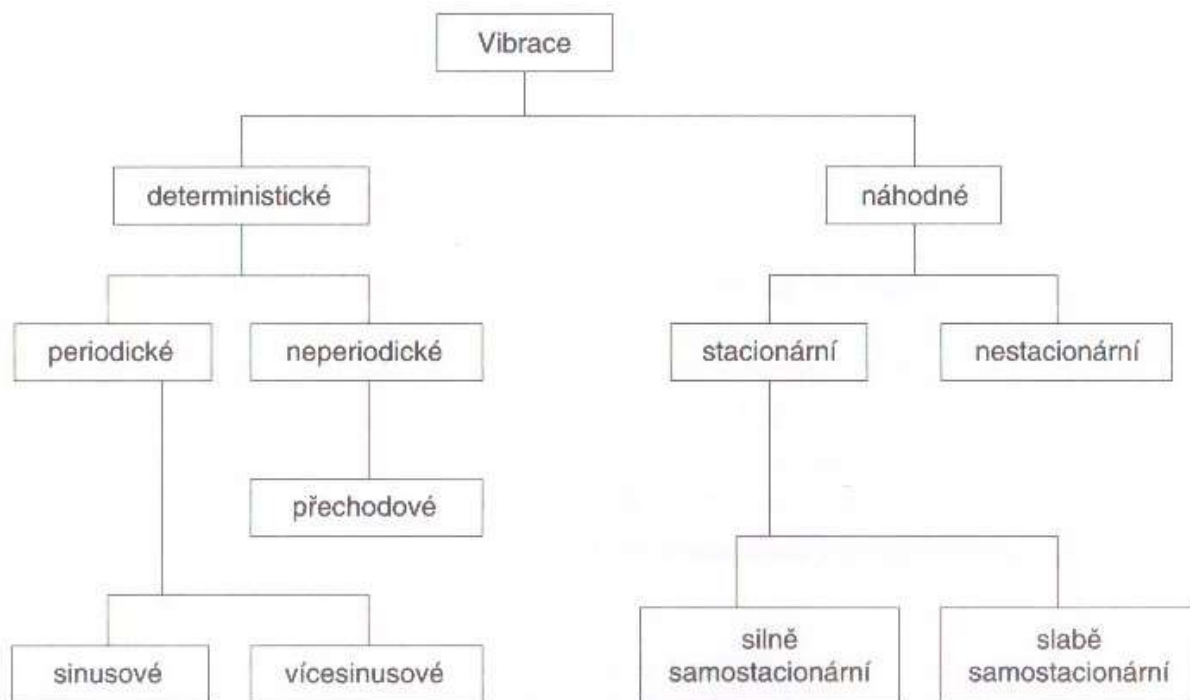 Vibrace
deterministické
náhodné
periodické
neperiodické
stacionární
nestacionární
přechodové
sinusové
vícesinusové
silně
samostacionární
slabě
samostacionární